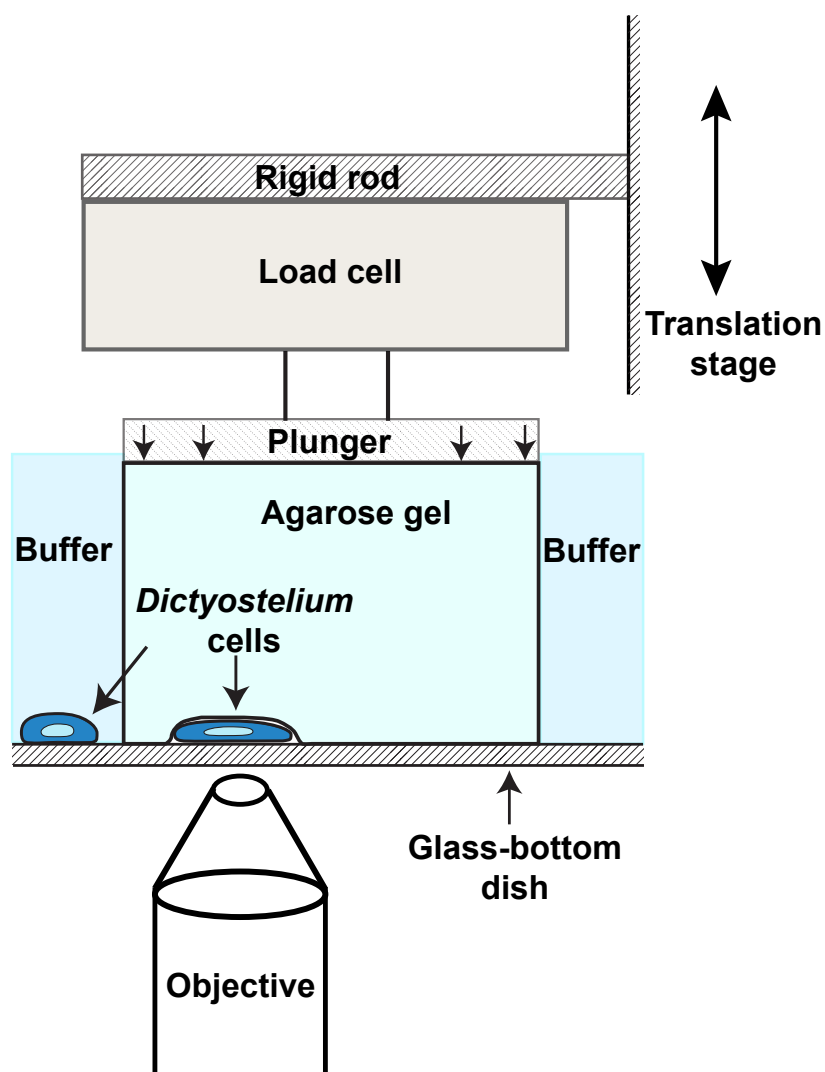 Rigid rod
Load cell
Translation
stage
Plunger
Agarose gel
Buffer
Buffer
Dictyostelium
cells
Glass-bottom
dish
Objective